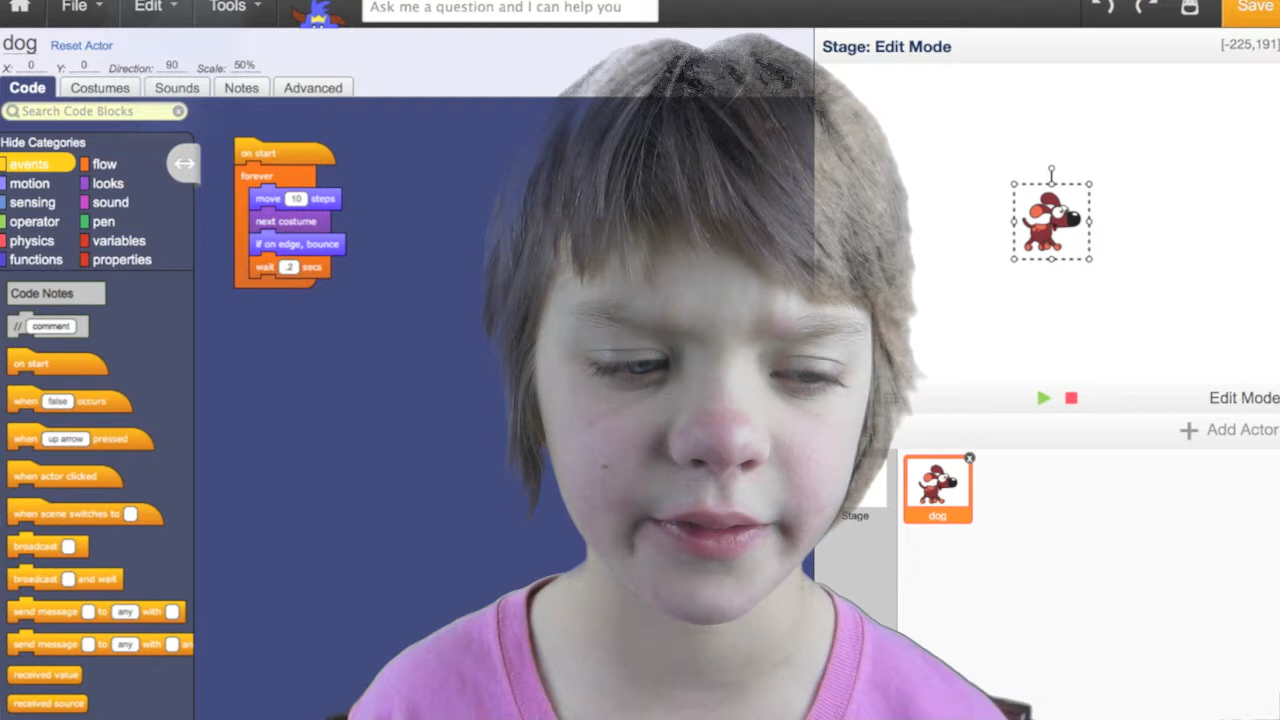 File Edit Tools Ask me a question and I can help you Save
dog Reset Actor
X: 0 Y: 0 Direction: 90 Scale: 50%
Code Costumes Sounds Notes Advanced
Search Code Blocks
Hide Categories
events flow
motion looks
sensing sound
operator pen
physics variables
functions properties
Code Notes
// comment
on start
when false occurs
when up arrow pressed
when actor clicked
when scene switches to
broadcast
broadcast and wait
send message to any with
send message to any with an
received value
received source
on start
forever
move 10 steps
next costume
if on edge, bounce
wait .2 secs
Stage: Edit Mode [-225,191]
Edit Mode
+ Add Actor
x
Stage
dog